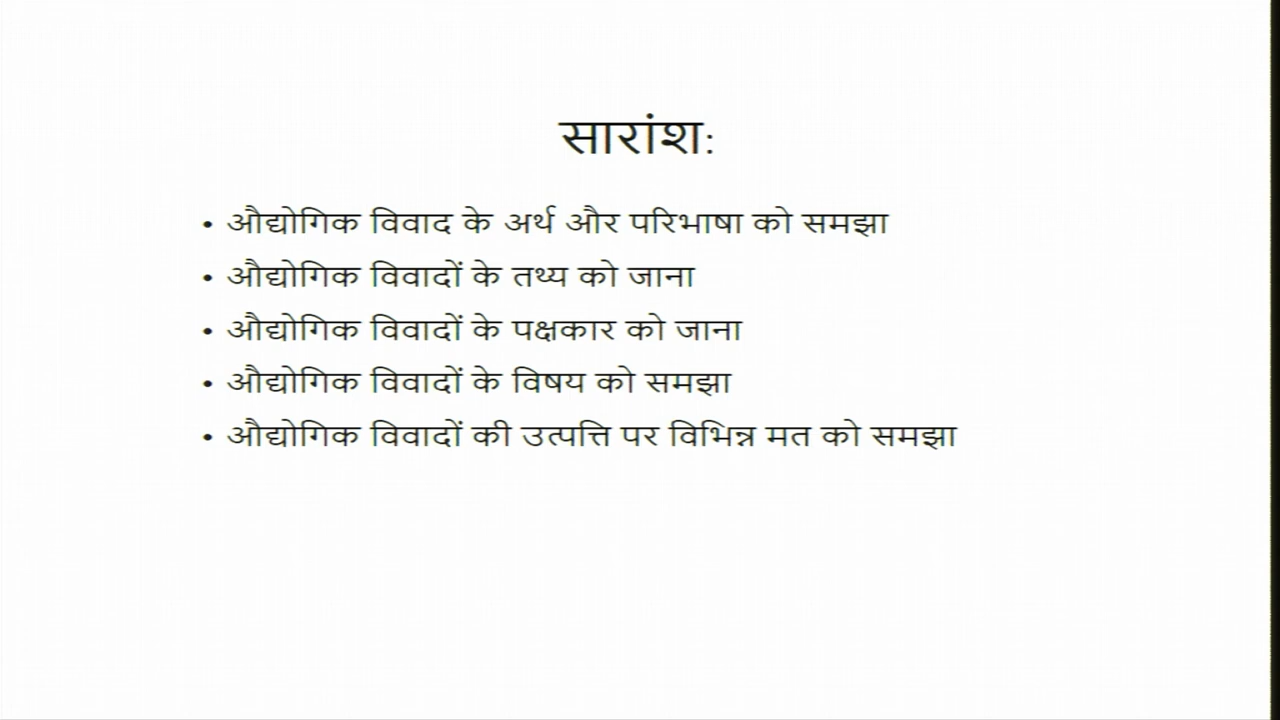 सारांश:
• औद्योगिक विवाद के अर्थ और परिभाषा को समझा
• औद्योगिक विवादों के तथ्य को जाना
• औद्योगिक विवादों के पक्षकार को जाना
• औद्योगिक विवादों के विषय को समझा
• औद्योगिक विवादों की उत्पत्ति पर विभिन्न मत को समझा